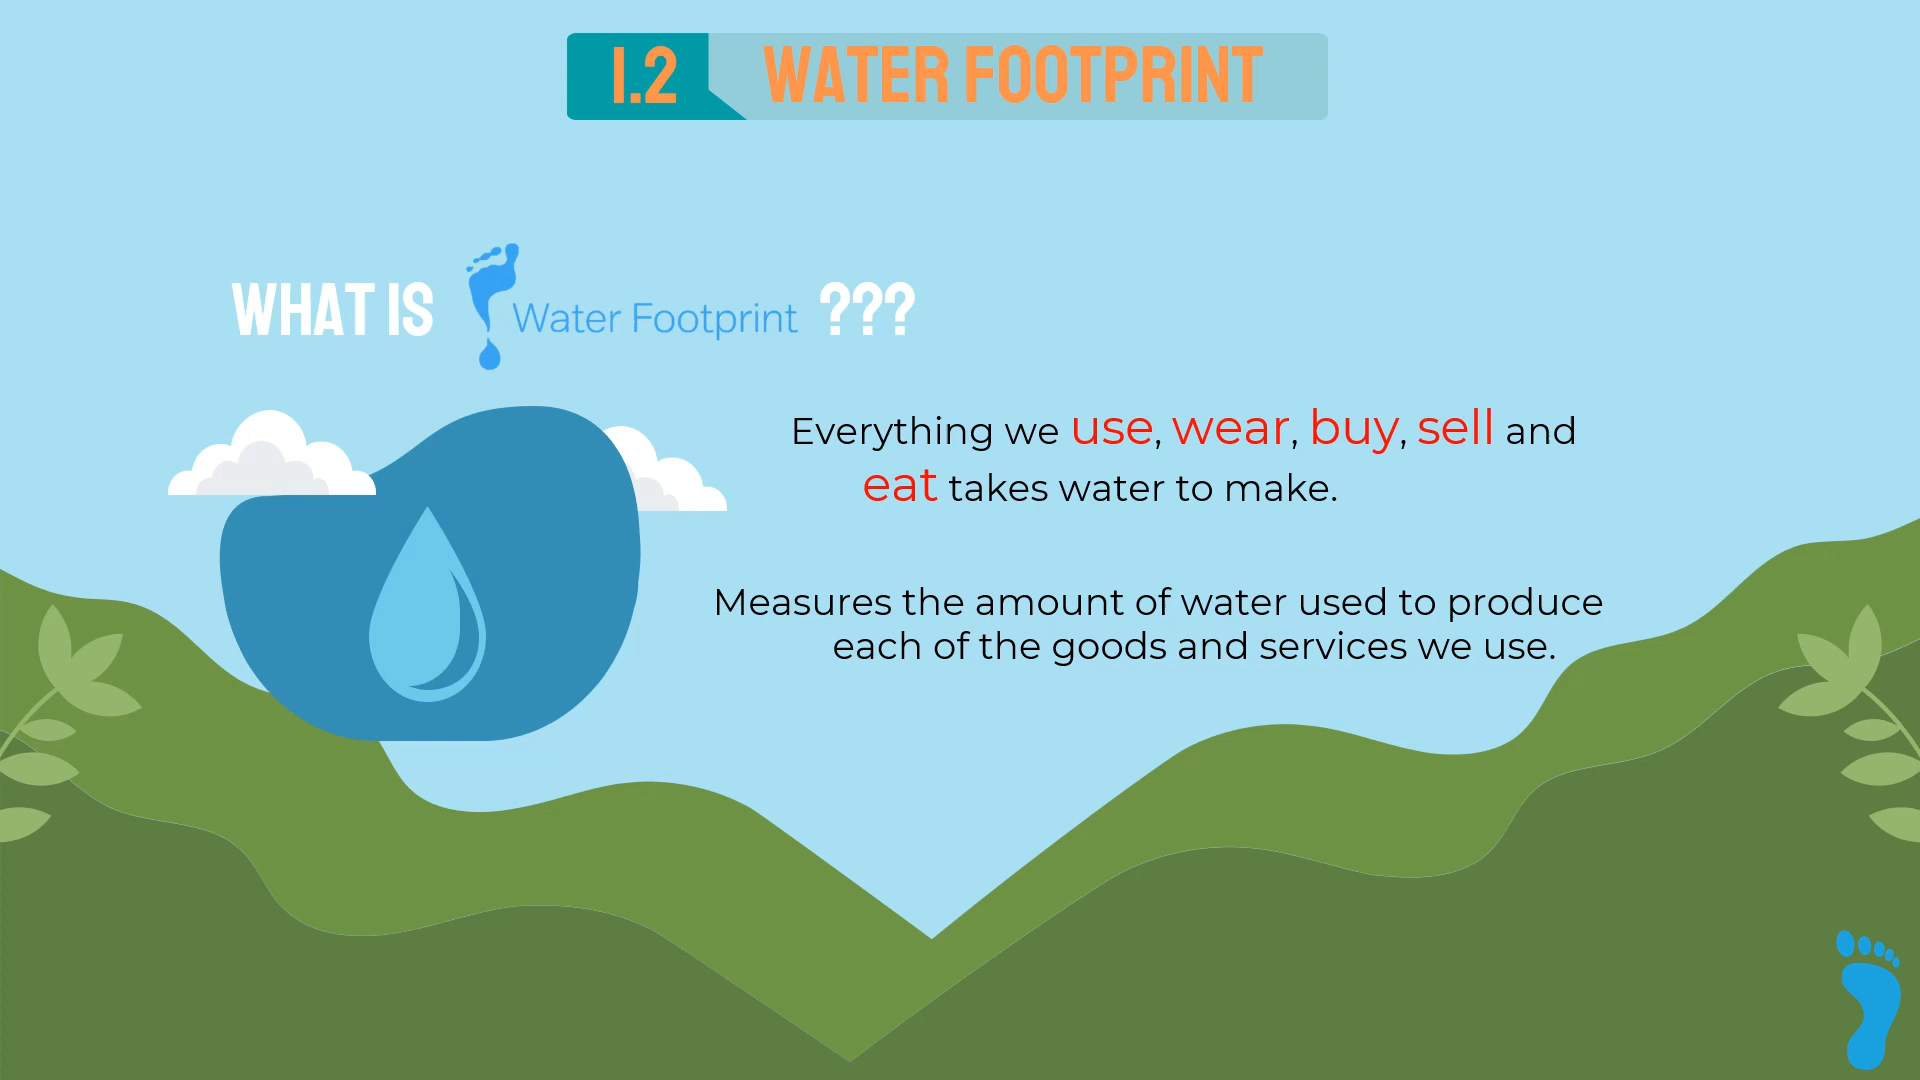 1.2 WATER FOOTPRINT
WHAT IS Water Footprint ???
Everything we use, wear, buy, sell and
eat takes water to make.
Measures the amount of water used to produce
each of the goods and services we use.